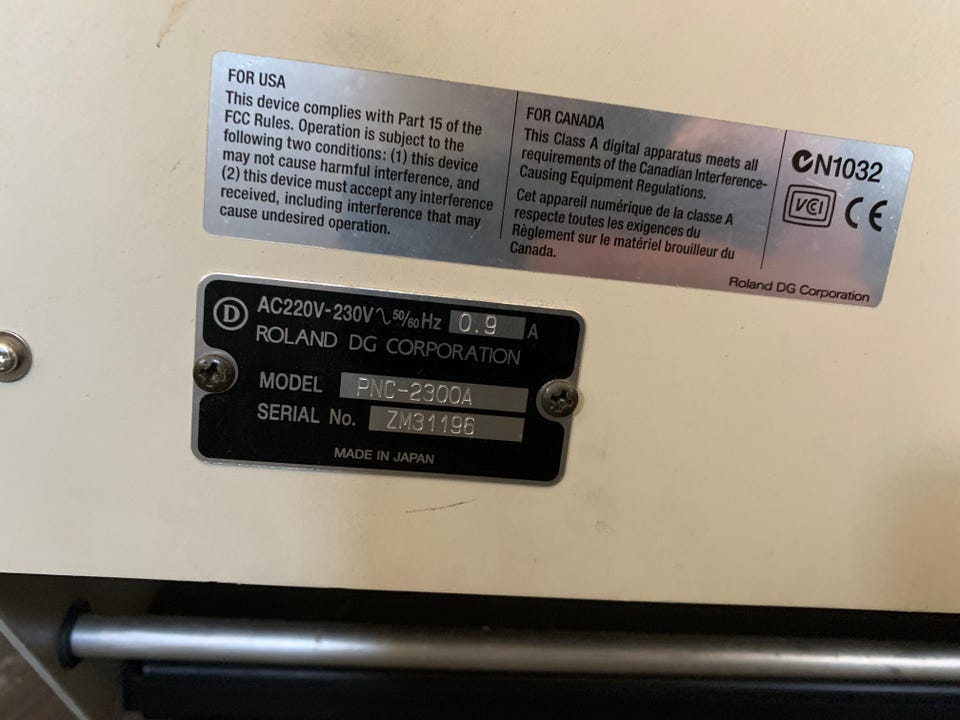 FOR USA
This device complies with Part 15 of the
FCC Rules. Operation is subject to the
following two conditions: (1) this device
may not cause harmful interference, and
(2) this device must accept any interference
received, including interference that may
cause undesired operation.
FOR CANADA
This Class A digital apparatus meets all
requirements of the Canadian Interference-
Causing Equipment Regulations.
Cet appareil numérique de la classe A
respecte toutes les exigences du
Règlement sur le matériel brouilleur du
Canada.
N1032
VCI CE
Roland DG Corporation
D AC220V-230V∿50/60Hz 0.9 A
ROLAND DG CORPORATION
MODEL PNC-2300A
SERIAL No. ZM31196
MADE IN JAPAN